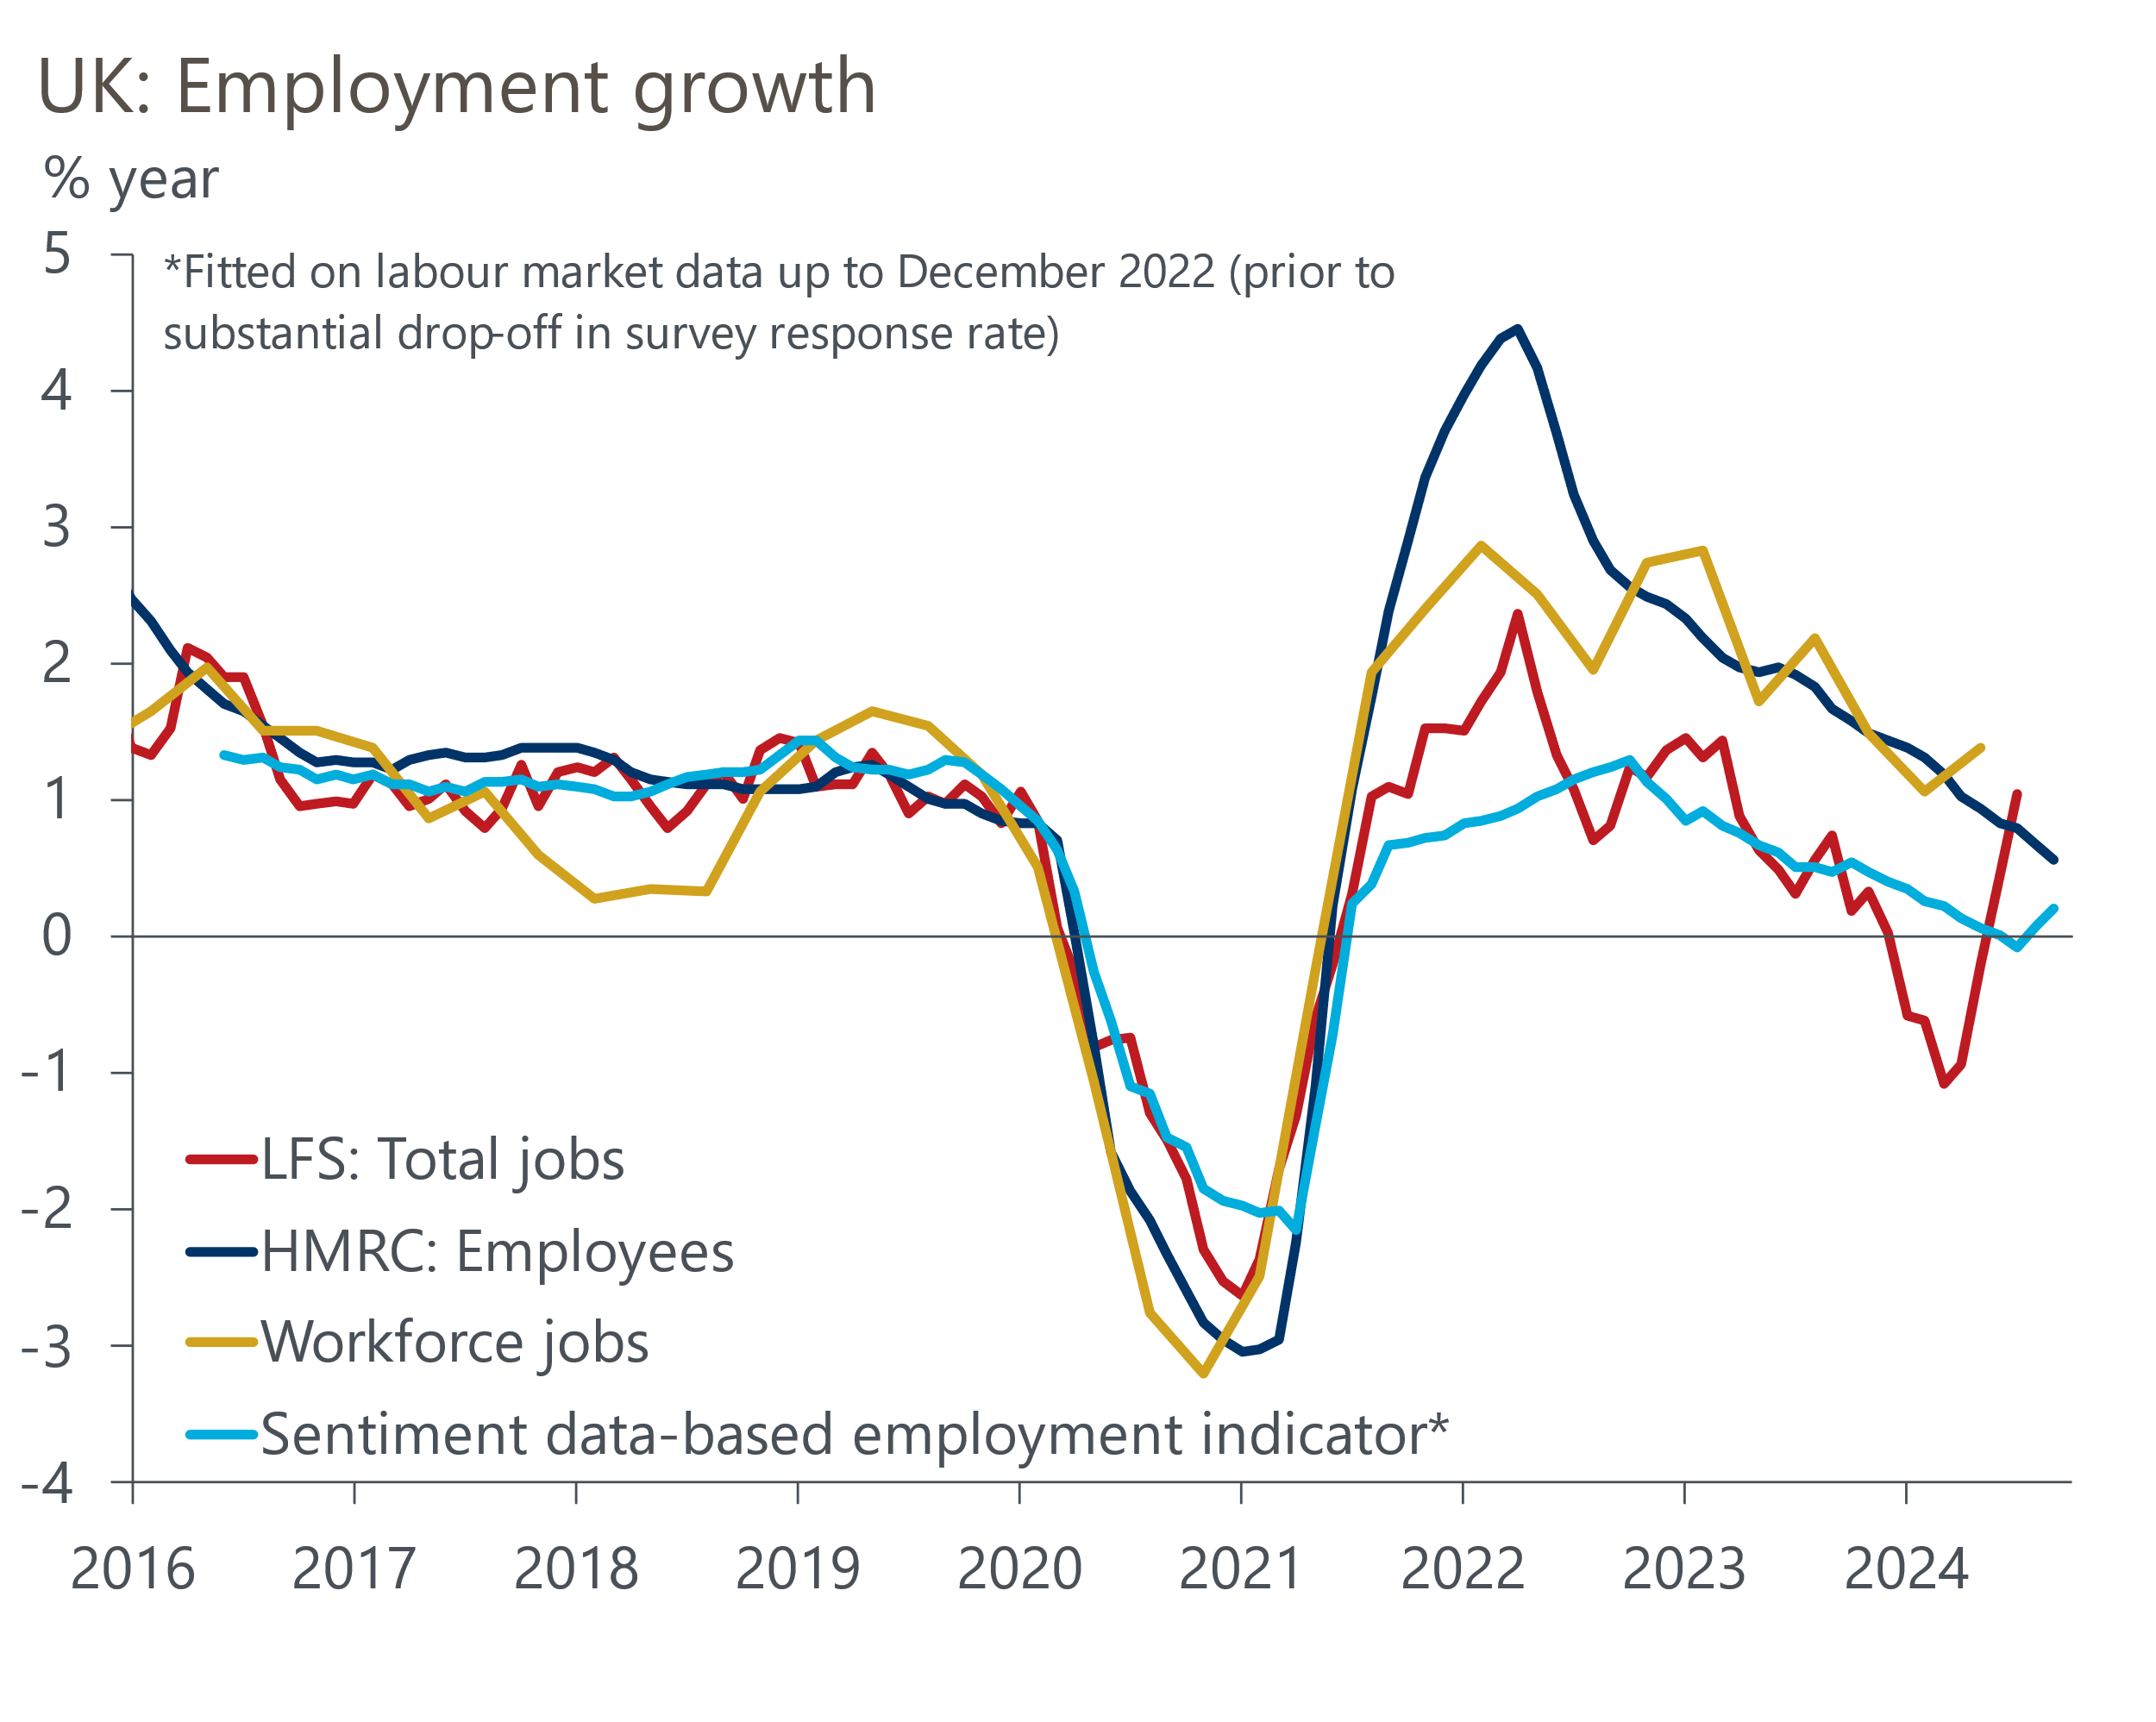 UK: Employment growth
% year
*Fitted on labour market data up to December 2022 (prior to
substantial drop-off in survey response rate)
5
4
3
2
1
0
-1
-2
-3
-4
LFS: Total jobs
HMRC: Employees
Workforce jobs
Sentiment data-based employment indicator*
2016 2017 2018 2019 2020 2021 2022 2023 2024